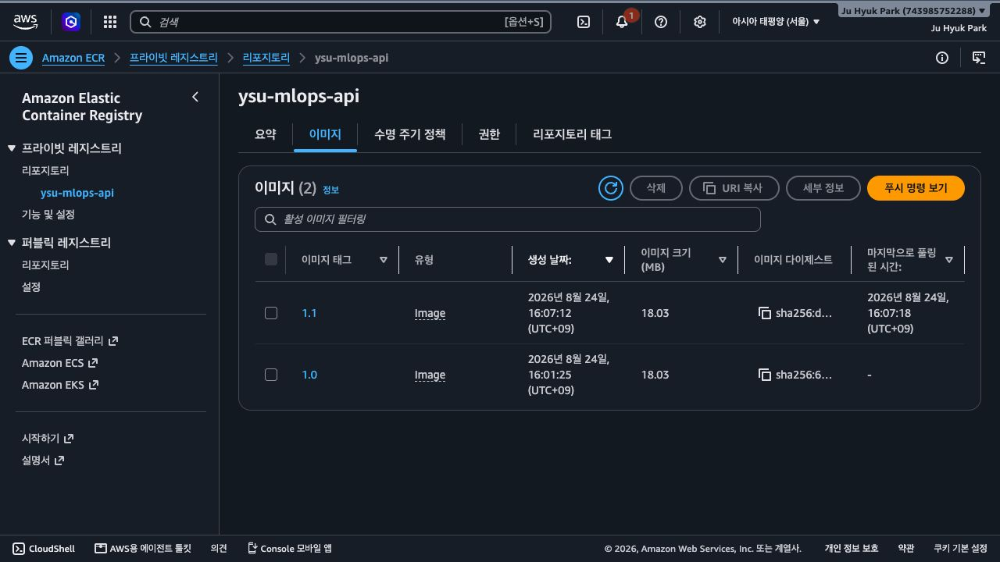 aws
검색
[옵션+S]
1
아시아 태평양 (서울)
Ju Hyuk Park (743985752288)
Ju Hyuk Park
Amazon ECR
프라이빗 레지스트리
리포지토리
ysu-mlops-api
Amazon Elastic
Container Registry
프라이빗 레지스트리
리포지토리
ysu-mlops-api
기능 및 설정
퍼블릭 레지스트리
리포지토리
설정
ECR 퍼블릭 갤러리
Amazon ECS
Amazon EKS
시작하기
설명서
ysu-mlops-api
요약
이미지
수명 주기 정책
권한
리포지토리 태그
이미지 (2) 정보
삭제
URI 복사
세부 정보
푸시 명령 보기
활성 이미지 필터링
이미지 태그
유형
생성 날짜:
이미지 크기
(MB)
이미지 다이제스트
마지막으로 풀링
된 시간:
1.1
Image
2026년 8월 24일,
16:07:12
(UTC+09)
18.03
sha256:d...
2026년 8월 24일,
16:07:18
(UTC+09)
1.0
Image
2026년 8월 24일,
16:01:25
(UTC+09)
18.03
sha256:6...
-
CloudShell
AWS용 에이전트 툴킷
의견
Console 모바일 앱
© 2026, Amazon Web Services, Inc. 또는 계열사.
개인 정보 보호
약관
쿠키 기본 설정